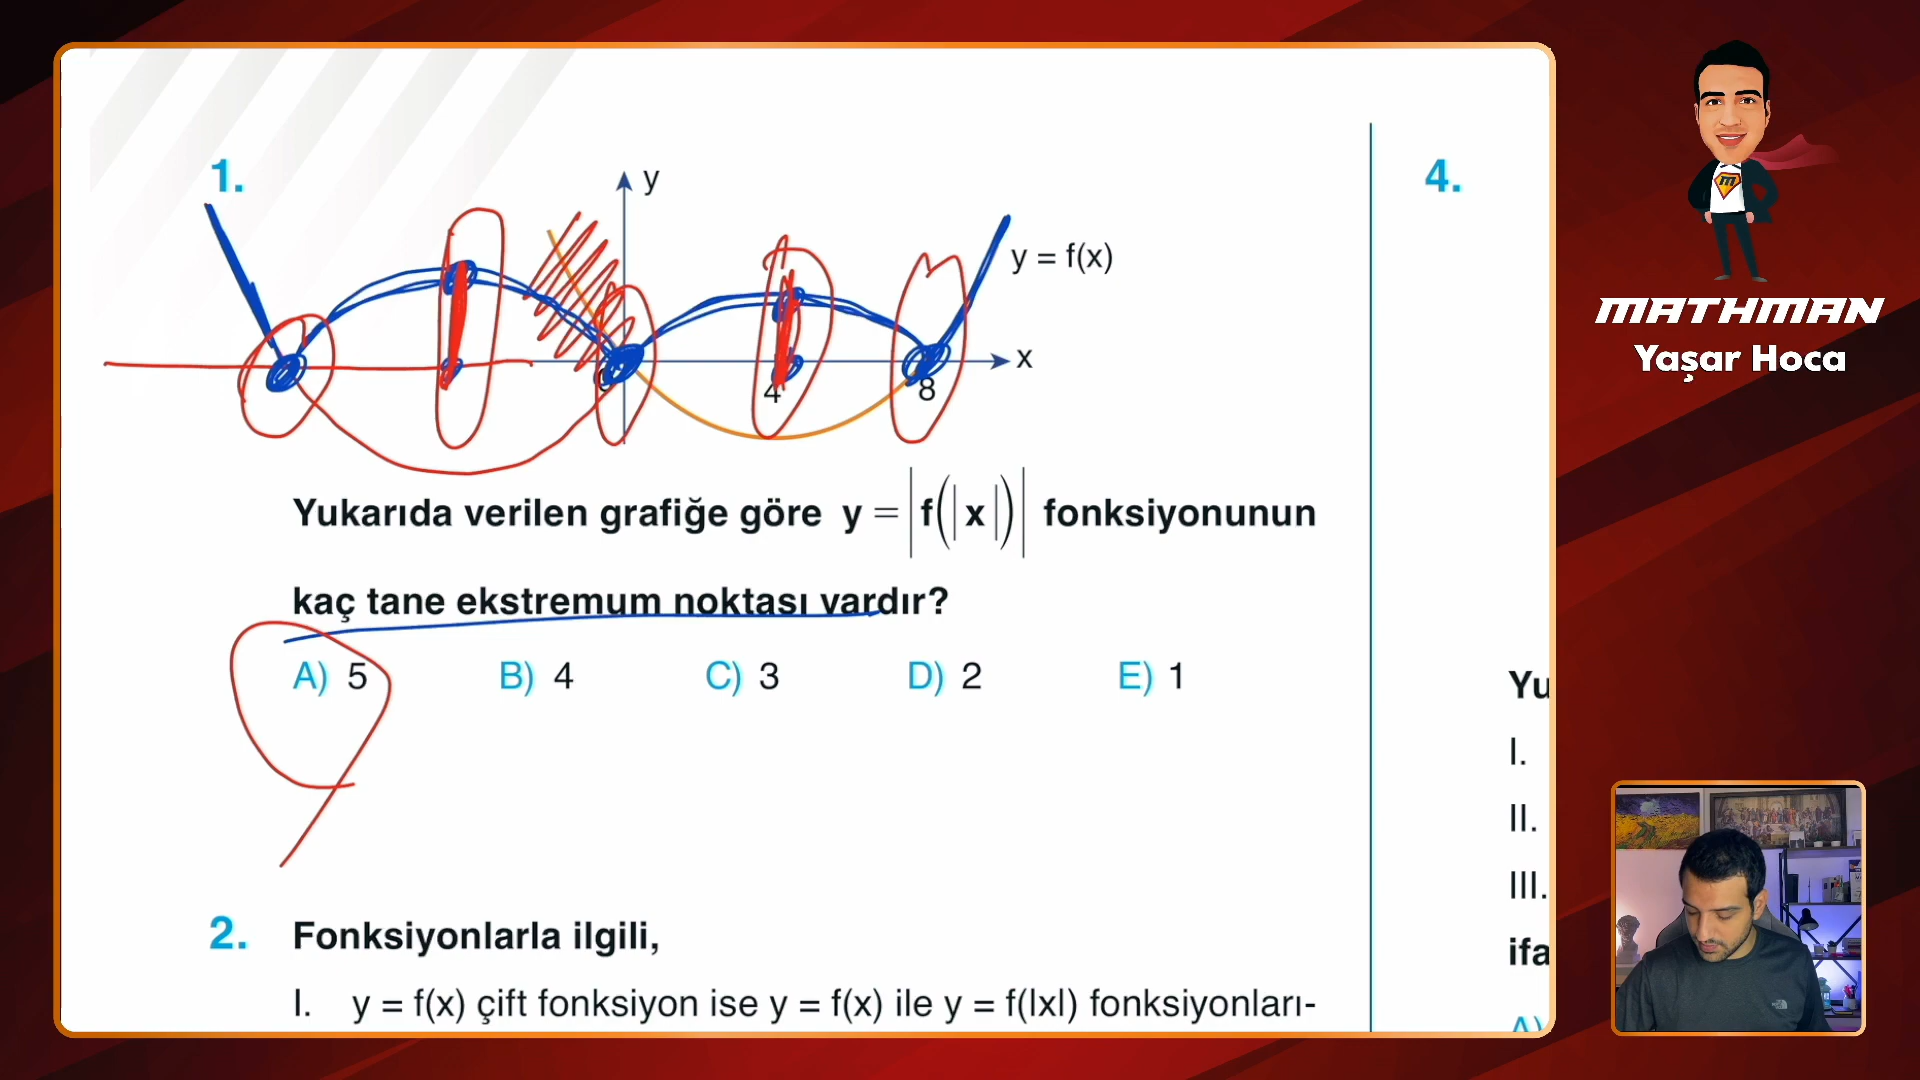 1.
y
y = f(x)
x
0
4
8
Yukarıda verilen grafiğe göre y = |f(|x|)| fonksiyonunun
kaç tane ekstremum noktası vardır?
A) 5 B) 4 C) 3 D) 2 E) 1
2. Fonksiyonlarla ilgili,
I. y = f(x) çift fonksiyon ise y = f(x) ile y = f(|x|) fonksiyonları-
4.
Yu
I.
II.
III.
ifa
A)
M
MATHMAN
Yaşar Hoca